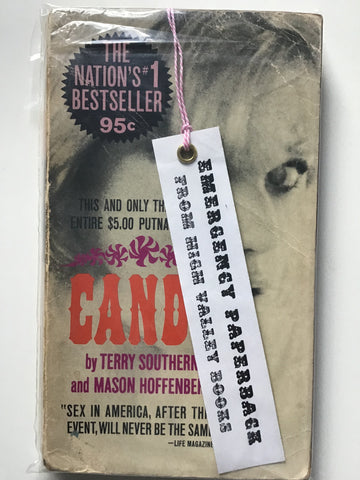 THE
NATION'S #1
BESTSELLER
95c
THIS AND ONLY TH
ENTIRE $5.00 PUTNA
CAND
by TERRY SOUTHERN
and MASON HOFFENBE
"SEX IN AMERICA, AFTER TH
EVENT, WILL NEVER BE THE SAM
—LIFE MAGAZINE
EMERGENCY PAPERBACK
FROM HIGH VALLEY BOOKS